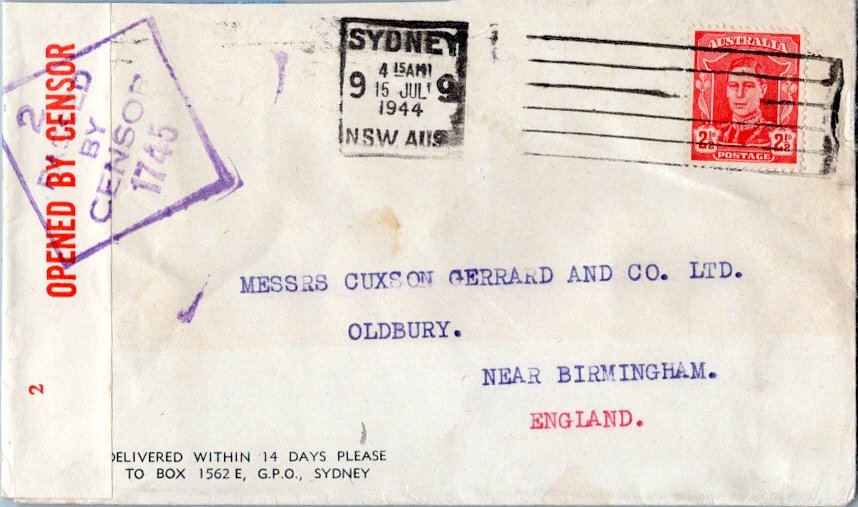 OPENED BY CENSOR
2
2
PASSED
BY
CENSOR
1745
SYDNEY
4 15AM
9 15 JUL 9
1944
NSW AUS
AUSTRALIA
2½ 2½
POSTAGE
MESSRS CUXSON GERRARD AND CO. LTD.
OLDBURY.
NEAR BIRMINGHAM.
ENGLAND.
DELIVERED WITHIN 14 DAYS PLEASE
TO BOX 1562 E, G.P.O., SYDNEY